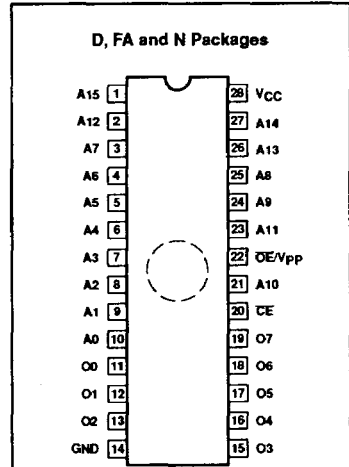 D, FA and N Packages
A15 1 28 VCC
A12 2 27 A14
A7 3 26 A13
A6 4 25 A8
A5 5 24 A9
A4 6 23 A11
A3 7 22 OE/VPP
A2 8 21 A10
A1 9 20 CE
A0 10 19 O7
O0 11 18 O6
O1 12 17 O5
O2 13 16 O4
GND 14 15 O3